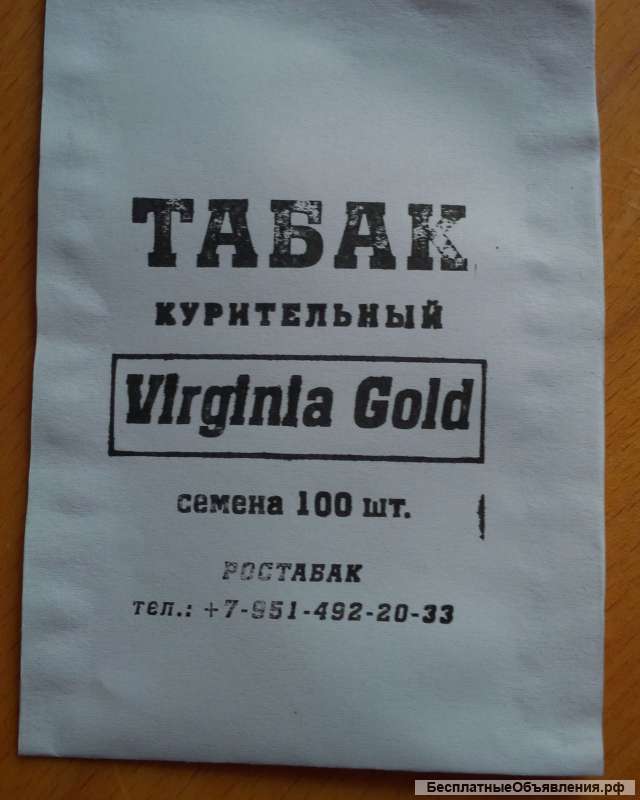 ТАБАК
КУРИТЕЛЬНЫЙ
Virginia Gold
семена 100 шт.
РОСТАБАК
тел.: +7-951-492-20-33
БесплатныеОбъявления.рф